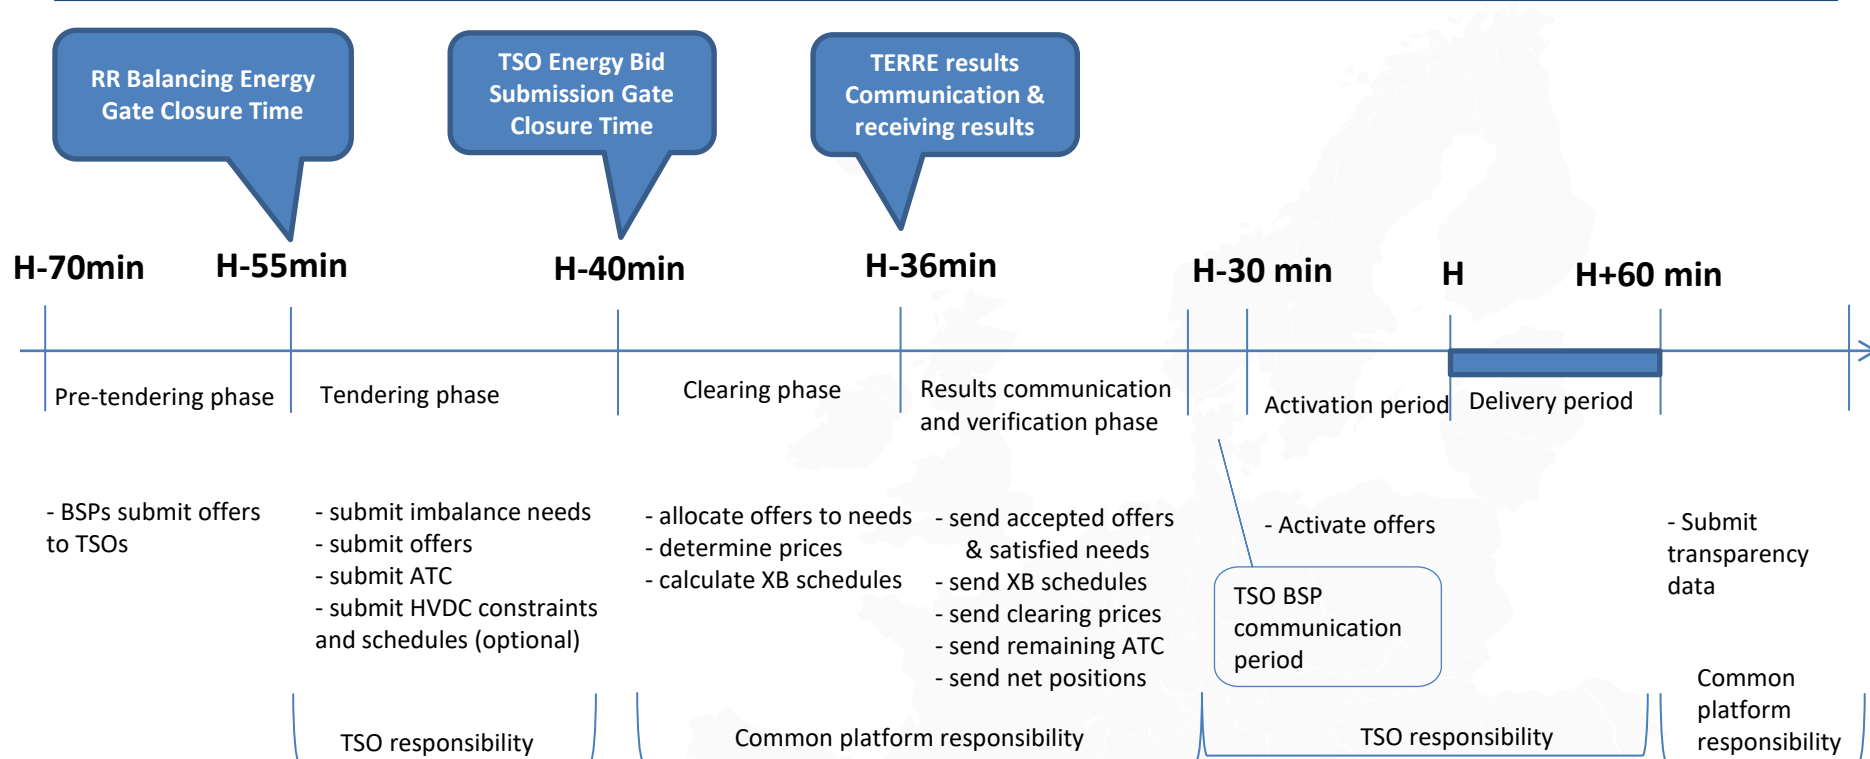 RR Balancing Energy
Gate Closure Time
TSO Energy Bid
Submission Gate
Closure Time
TERRE results
Communication &
receiving results
H-70min
H-55min
H-40min
H-36min
H-30 min
H
H+60 min
Pre-tendering phase
Tendering phase
Clearing phase
Results communication
and verification phase
Activation period
Delivery period
- BSPs submit offers
to TSOs
- submit imbalance needs
- submit offers
- submit ATC
- submit HVDC constraints
and schedules (optional)
- allocate offers to needs
- determine prices
- calculate XB schedules
- send accepted offers
& satisfied needs
- send XB schedules
- send clearing prices
- send remaining ATC
- send net positions
- Activate offers
TSO BSP
communication
period
- Submit
transparency
data
TSO responsibility
Common platform responsibility
TSO responsibility
Common
platform
responsibility